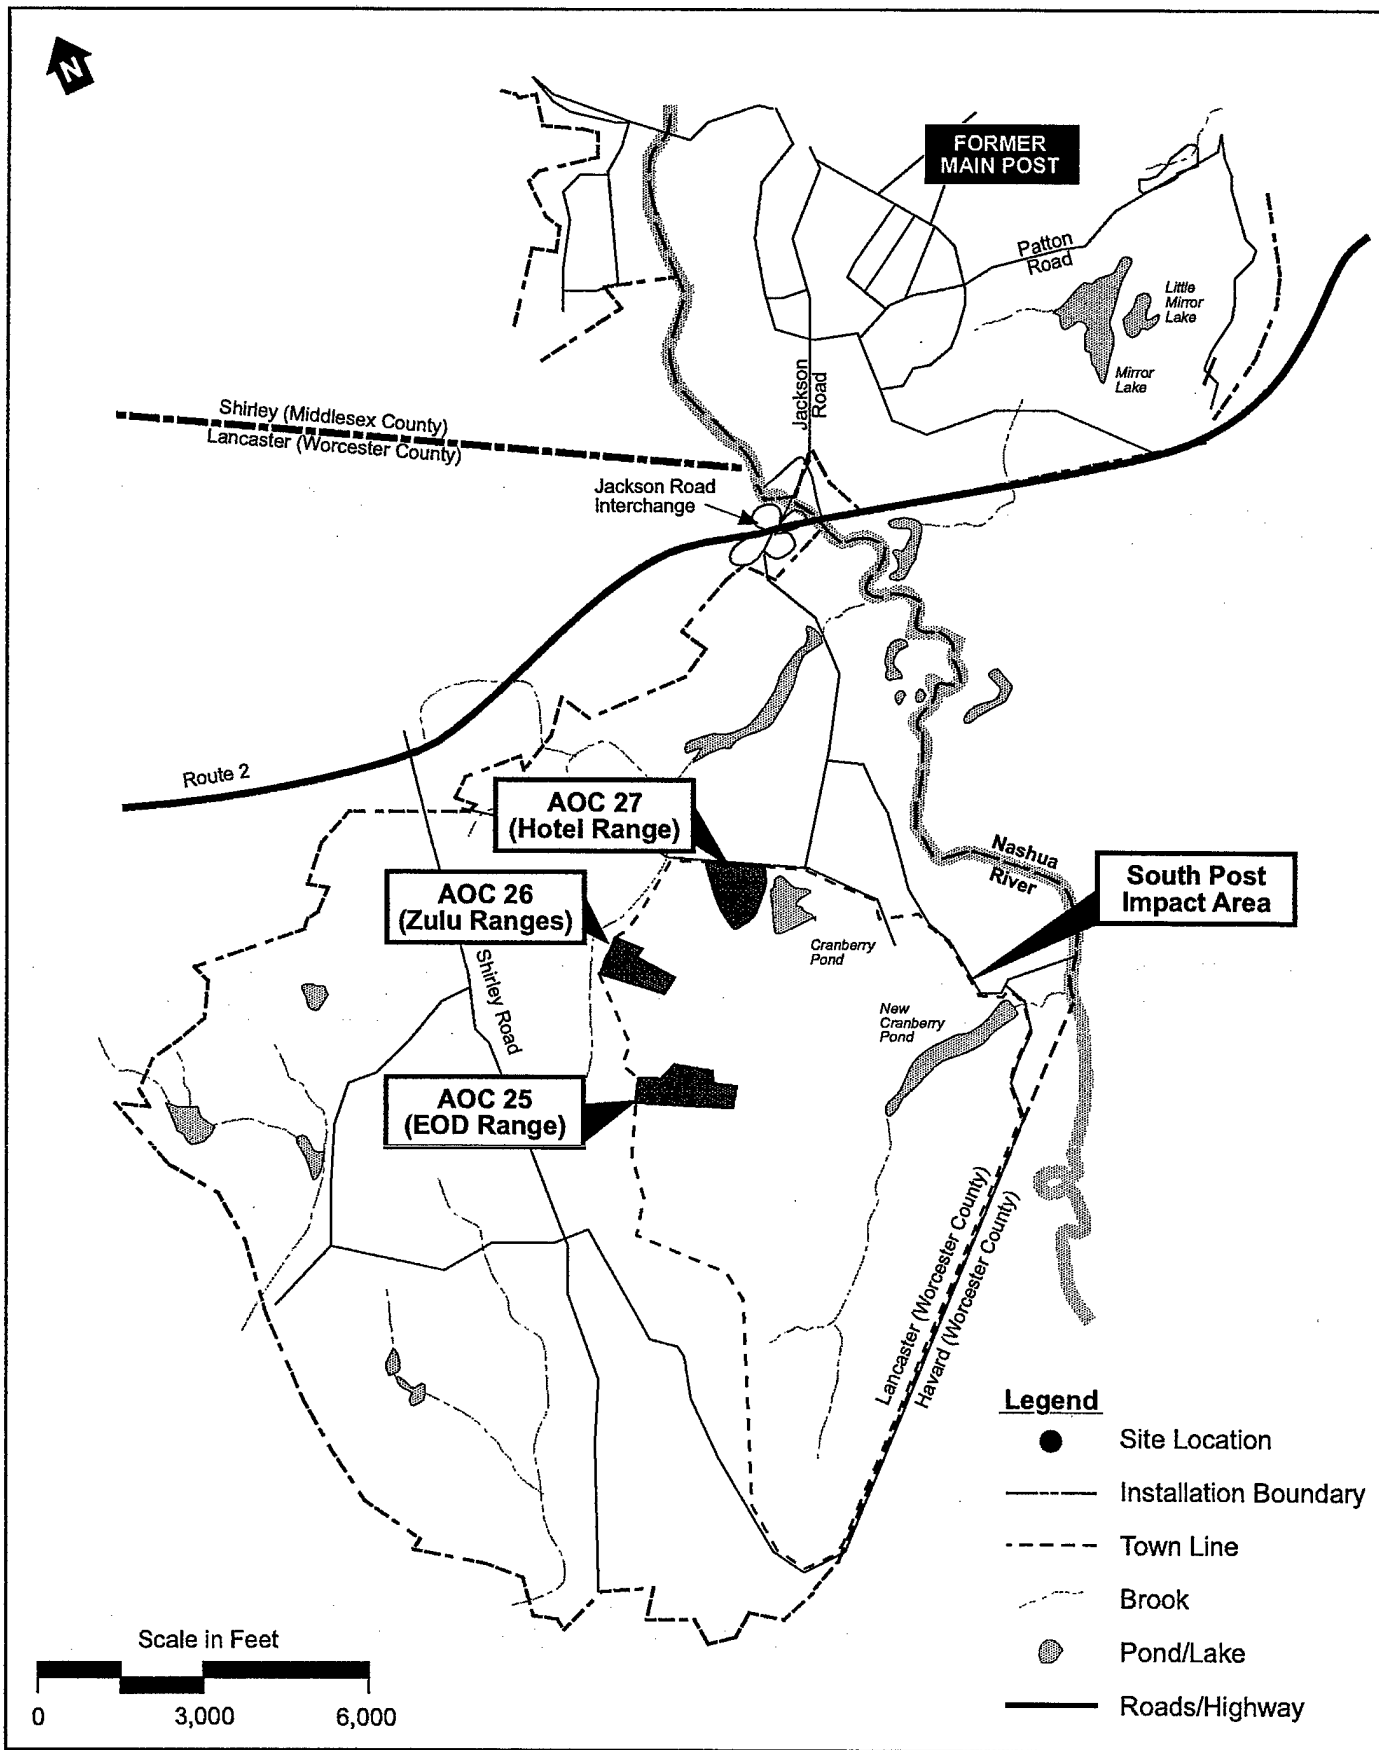 N
FORMER
MAIN POST
Patton
Road
Little
Mirror
Lake
Mirror
Lake
Jackson
Road
Shirley (Middlesex County)
Lancaster (Worcester County)
Jackson Road
Interchange
Route 2
AOC 27
(Hotel Range)
Nashua
River
South Post
Impact Area
AOC 26
(Zulu Ranges)
Cranberry
Pond
Shirley Road
New
Cranberry
Pond
AOC 25
(EOD Range)
Lancaster (Worcester County)
Havard (Worcester County)
Legend
Site Location
Installation Boundary
Town Line
Brook
Pond/Lake
Roads/Highway
Scale in Feet
0 3,000 6,000